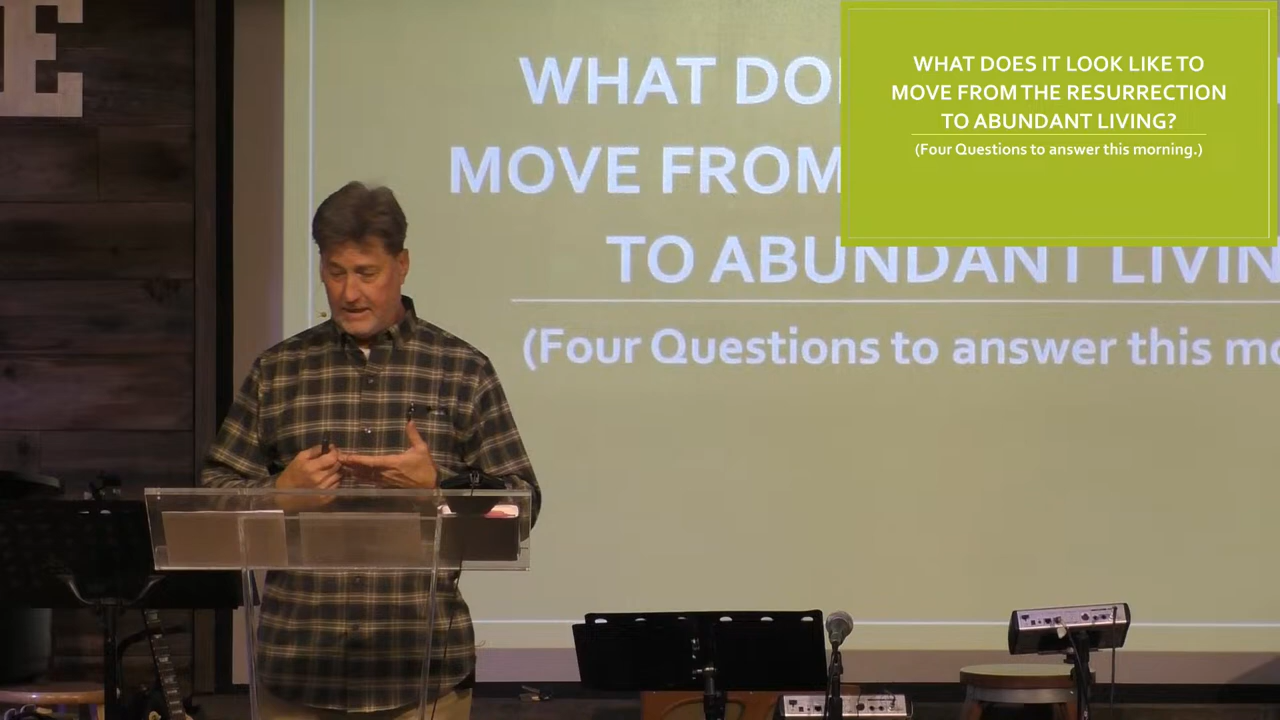 E
WHAT DO
MOVE FROM
TO ABUNDANT LIVIN
(Four Questions to answer this mo
WHAT DOES IT LOOK LIKE TO
MOVE FROM THE RESURRECTION
TO ABUNDANT LIVING?
(Four Questions to answer this morning.)